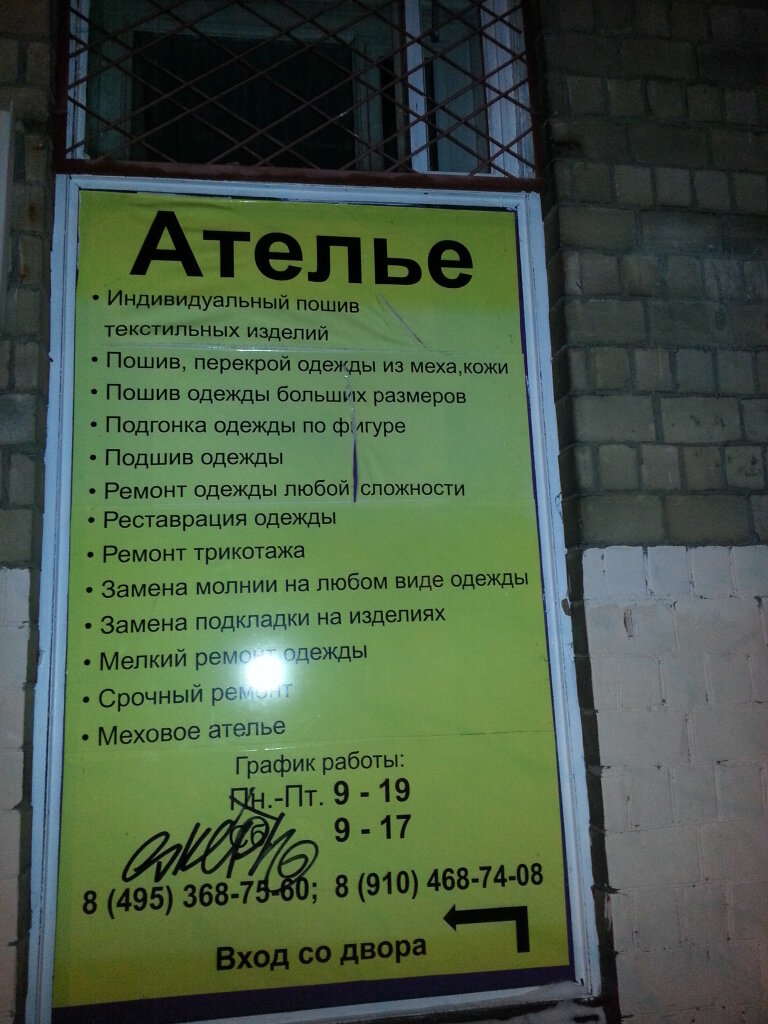 Ателье
• Индивидуальный пошив
текстильных изделий
• Пошив, перекрой одежды из меха,кожи
• Пошив одежды больших размеров
• Подгонка одежды по фигуре
• Подшив одежды
• Ремонт одежды любой сложности
• Реставрация одежды
• Ремонт трикотажа
• Замена молнии на любом виде одежды
• Замена подкладки на изделиях
• Мелкий ремонт одежды
• Срочный ремонт
• Меховое ателье
График работы:
Пн.-Пт. 9 - 19
Сб 9 - 17
8 (495) 368-75-60; 8 (910) 468-74-08
Вход со двора